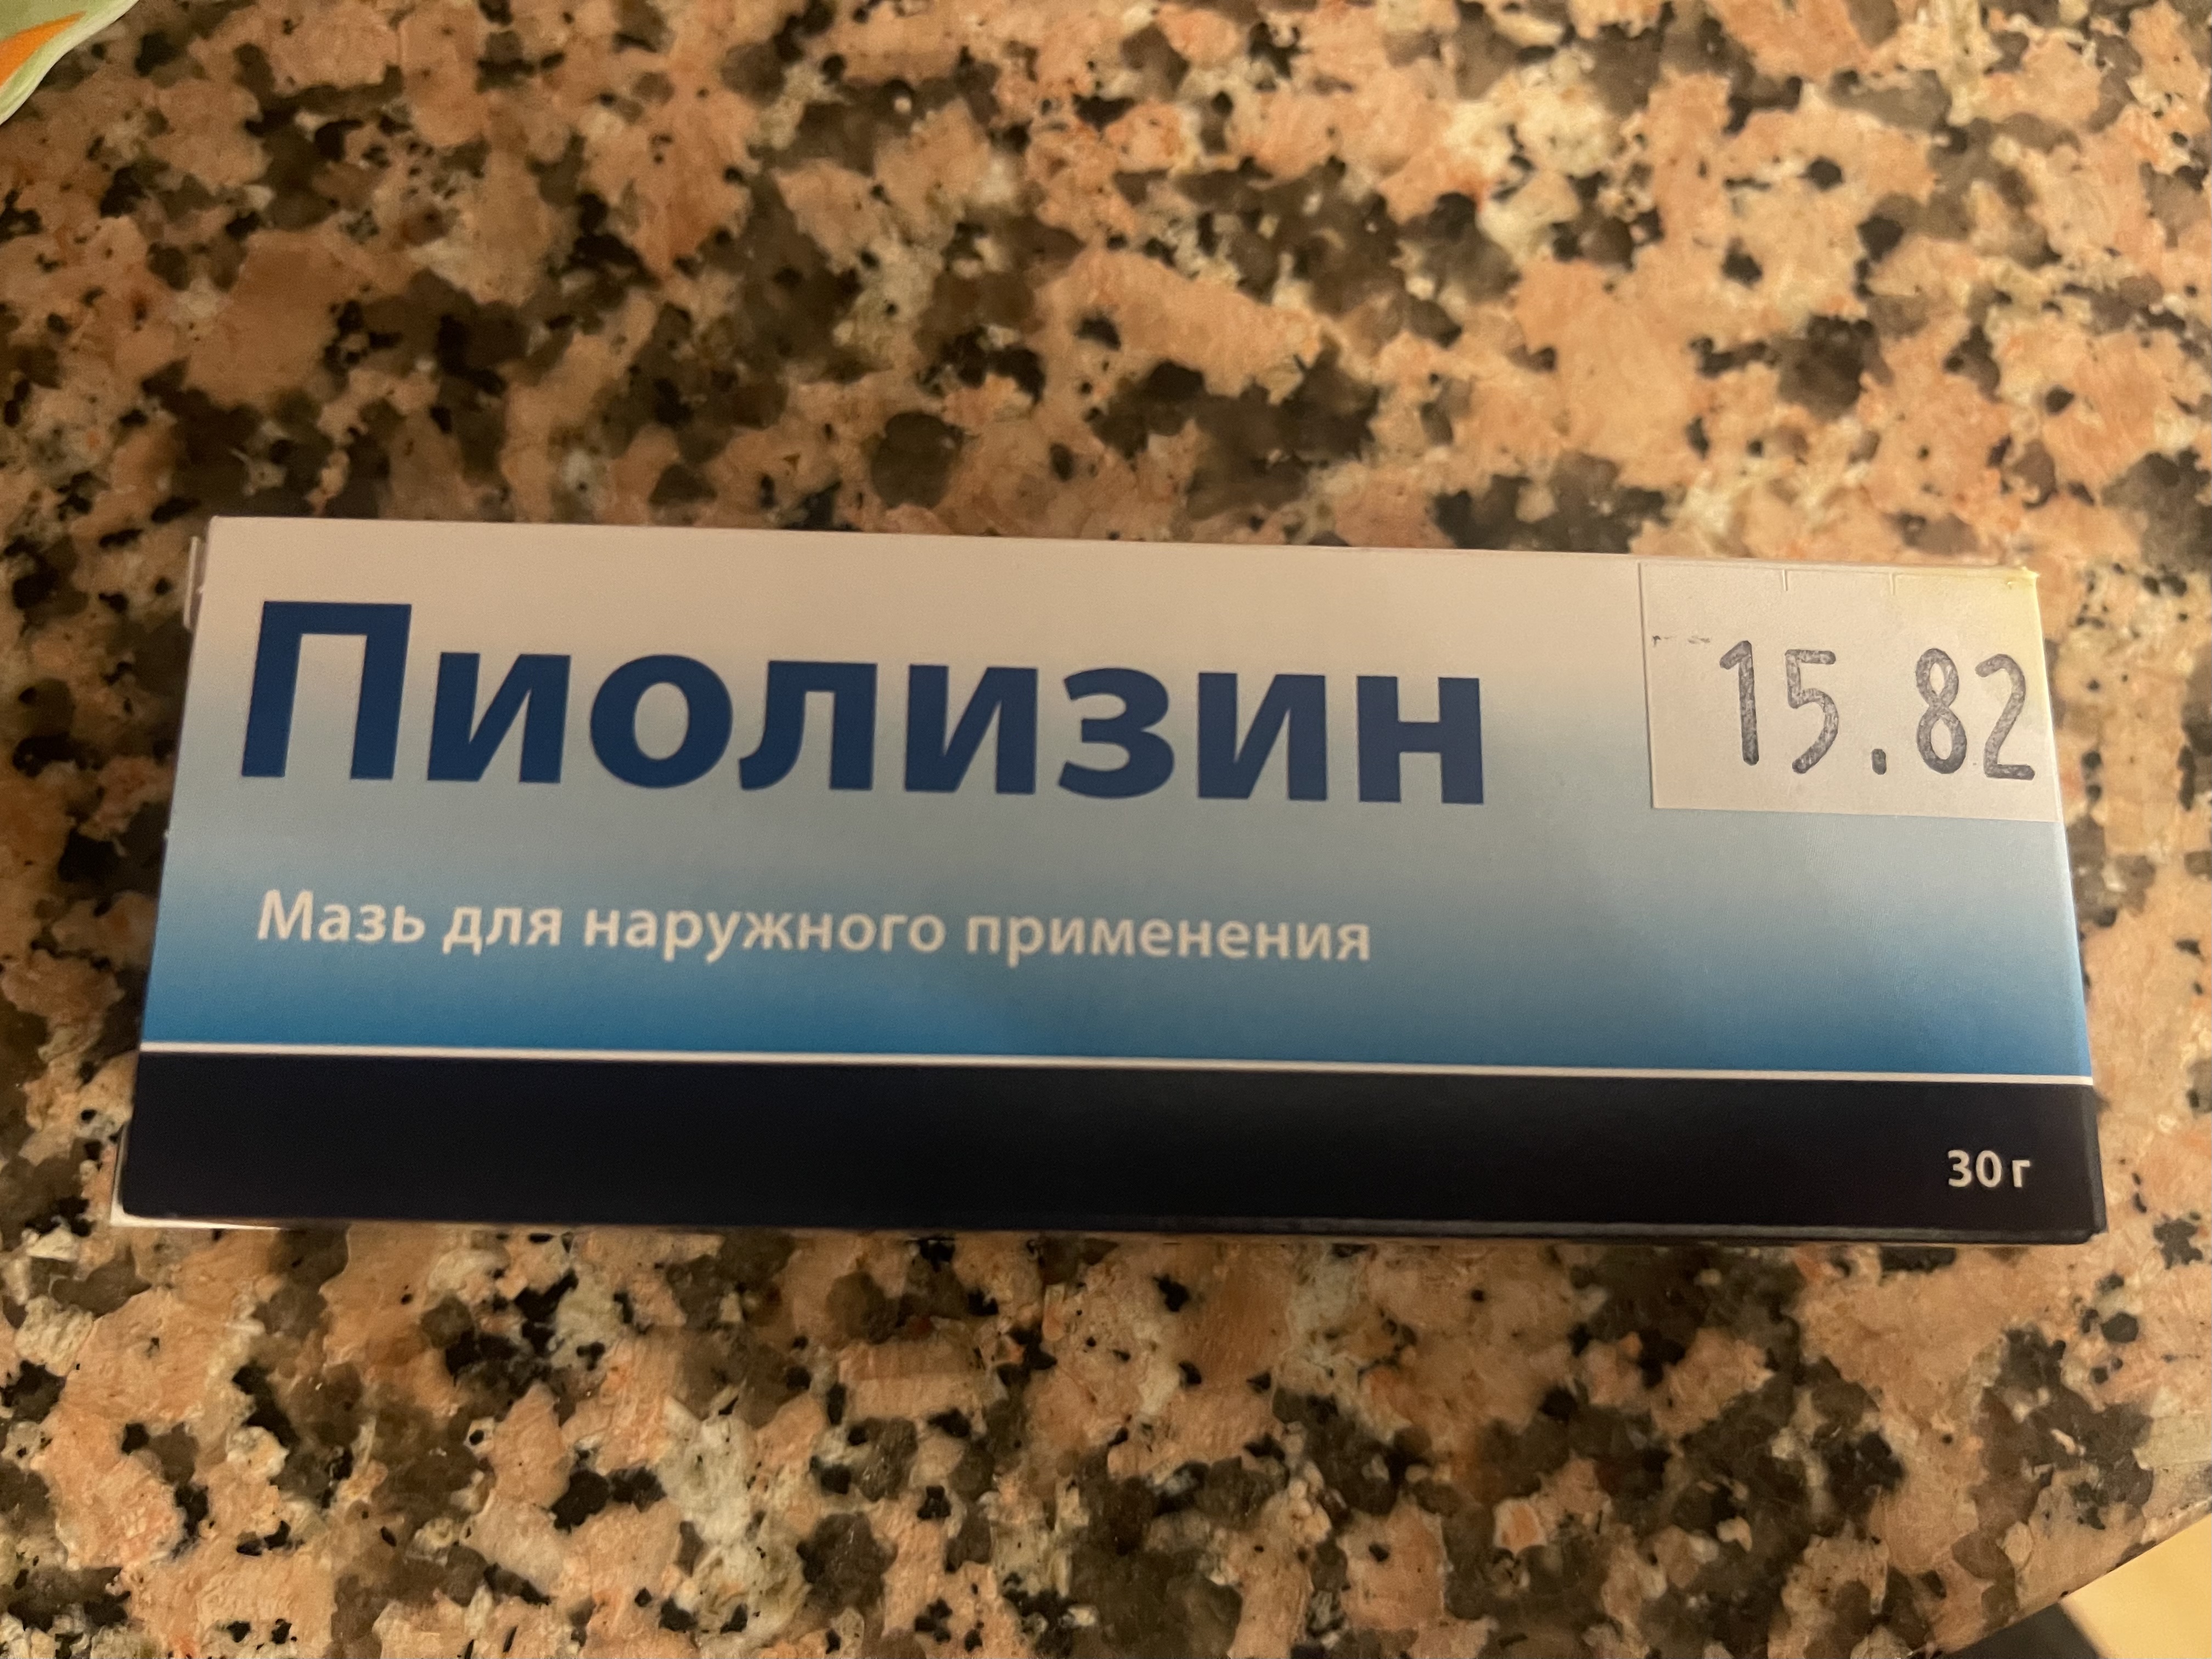 Пиолизин
15.82
Мазь для наружного применения
30 г